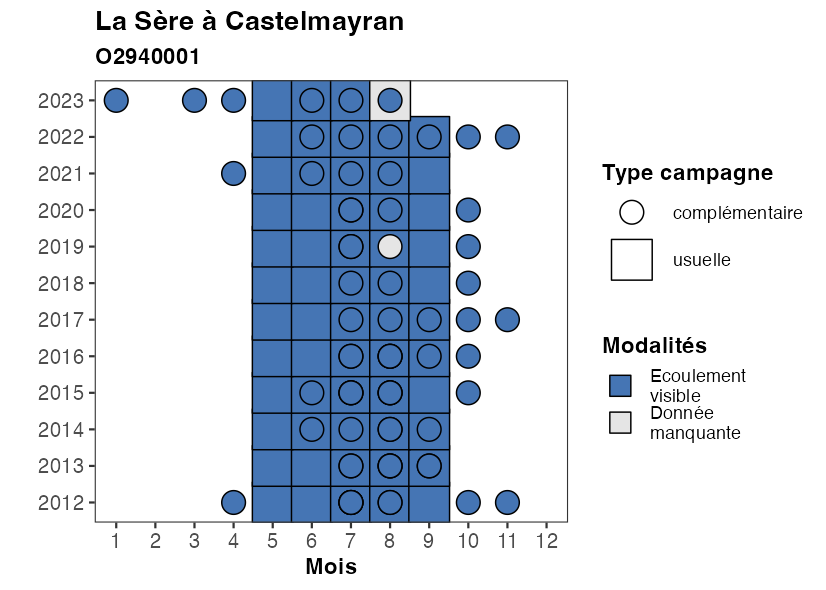 La Sère à Castelmayran
O2940001
2023
2022
2021
2020
2019
2018
2017
2016
2015
2014
2013
2012
1 2 3 4 5 6 7 8 9 10 11 12
Mois
Type campagne
complémentaire
usuelle
Modalités
Ecoulement
visible
Donnée
manquante